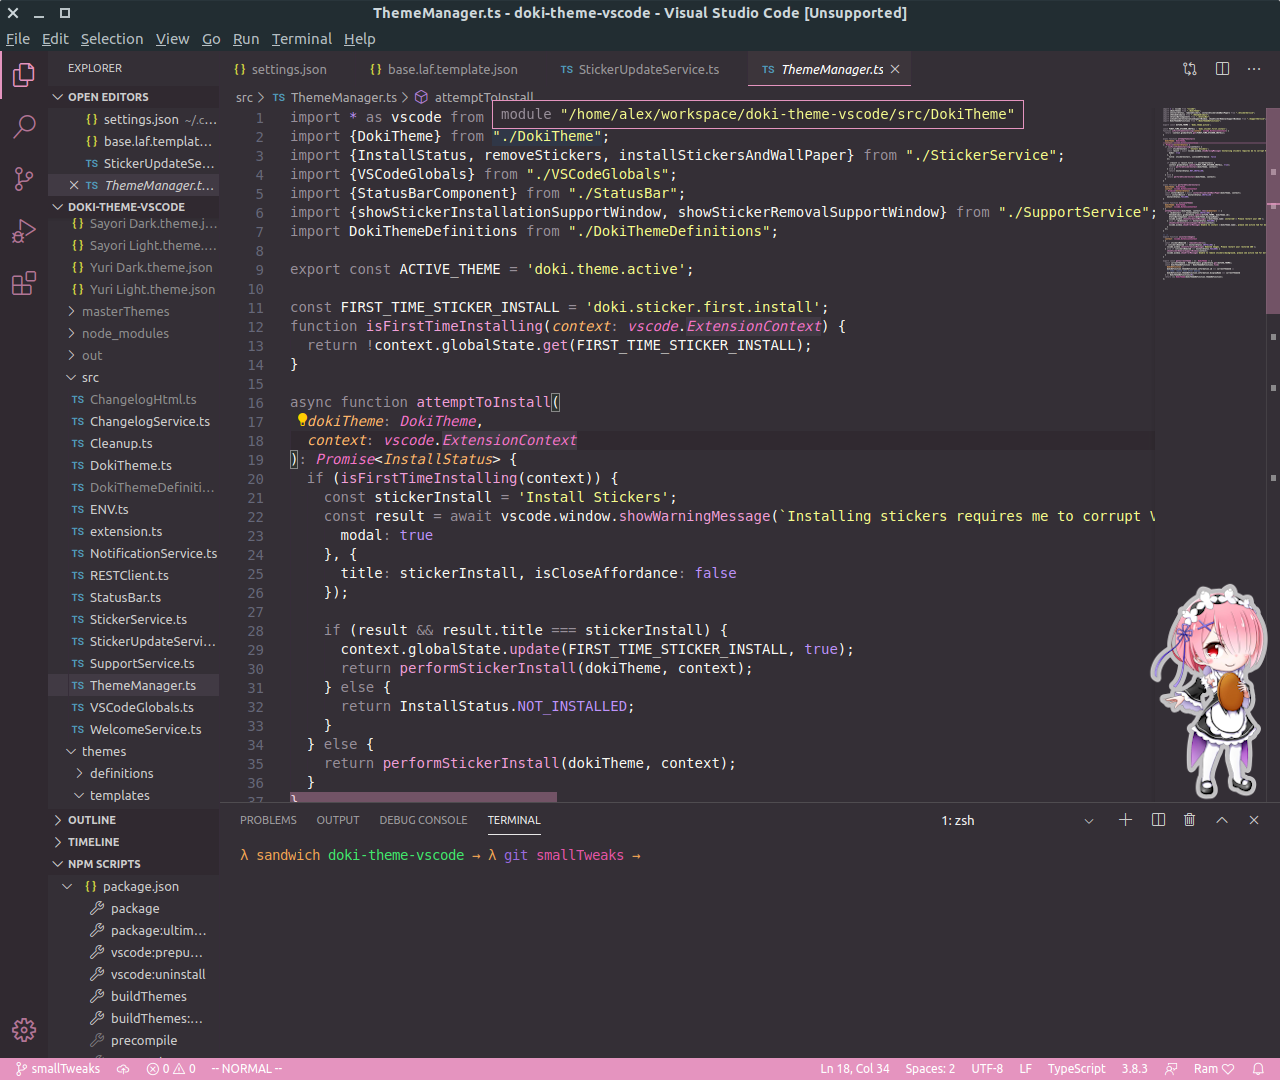 ThemeManager.ts - doki-theme-vscode - Visual Studio Code [Unsupported]
File Edit Selection View Go Run Terminal Help
EXPLORER
OPEN EDITORS
{} settings.json ~/.c...
{} base.laf.templat...
TS StickerUpdateSe...
TS ThemeManager.t...
DOKI-THEME-VSCODE
{} Sayori Dark.theme.j...
{} Sayori Light.theme....
{} Yuri Dark.theme.json
{} Yuri Light.theme.json
masterThemes
node_modules
out
src
TS ChangelogHtml.ts
TS ChangelogService.ts
TS Cleanup.ts
TS DokiTheme.ts
TS DokiThemeDefiniti...
TS ENV.ts
TS extension.ts
TS NotificationService.ts
TS RESTClient.ts
TS StatusBar.ts
TS StickerService.ts
TS StickerUpdateServi...
TS SupportService.ts
TS ThemeManager.ts
TS VSCodeGlobals.ts
TS WelcomeService.ts
themes
definitions
templates
OUTLINE
TIMELINE
NPM SCRIPTS
{} package.json
package
package:ultim...
vscode:prepu...
vscode:uninstall
buildThemes
buildThemes:...
precompile
{} settings.json {} base.laf.template.json TS StickerUpdateService.ts TS ThemeManager.ts
src > TS ThemeManager.ts > attemptToInstall
module "/home/alex/workspace/doki-theme-vscode/src/DokiTheme"
1 import * as vscode from
2 import {DokiTheme} from "./DokiTheme";
3 import {InstallStatus, removeStickers, installStickersAndWallPaper} from "./StickerService";
4 import {VSCodeGlobals} from "./VSCodeGlobals";
5 import {StatusBarComponent} from "./StatusBar";
6 import {showStickerInstallationSupportWindow, showStickerRemovalSupportWindow} from "./SupportService";
7 import DokiThemeDefinitions from "./DokiThemeDefinitions";
8
9 export const ACTIVE_THEME = 'doki.theme.active';
10
11 const FIRST_TIME_STICKER_INSTALL = 'doki.sticker.first.install';
12 function isFirstTimeInstalling(context: vscode.ExtensionContext) {
13 return !context.globalState.get(FIRST_TIME_STICKER_INSTALL);
14 }
15
16 async function attemptToInstall(
17 dokiTheme: DokiTheme,
18 context: vscode.ExtensionContext
19 ): Promise<InstallStatus> {
20 if (isFirstTimeInstalling(context)) {
21 const stickerInstall = 'Install Stickers';
22 const result = await vscode.window.showWarningMessage(`Installing stickers requires me to corrupt V
23 modal: true
24 }, {
25 title: stickerInstall, isCloseAffordance: false
26 });
27
28 if (result && result.title === stickerInstall) {
29 context.globalState.update(FIRST_TIME_STICKER_INSTALL, true);
30 return performStickerInstall(dokiTheme, context);
31 } else {
32 return InstallStatus.NOT_INSTALLED;
33 }
34 } else {
35 return performStickerInstall(dokiTheme, context);
36 }
37 }
PROBLEMS OUTPUT DEBUG CONSOLE TERMINAL 1: zsh
λ sandwich doki-theme-vscode → λ git smallTweaks →
smallTweaks 0 0 -- NORMAL -- Ln 18, Col 34 Spaces: 2 UTF-8 LF TypeScript 3.8.3 Ram♡